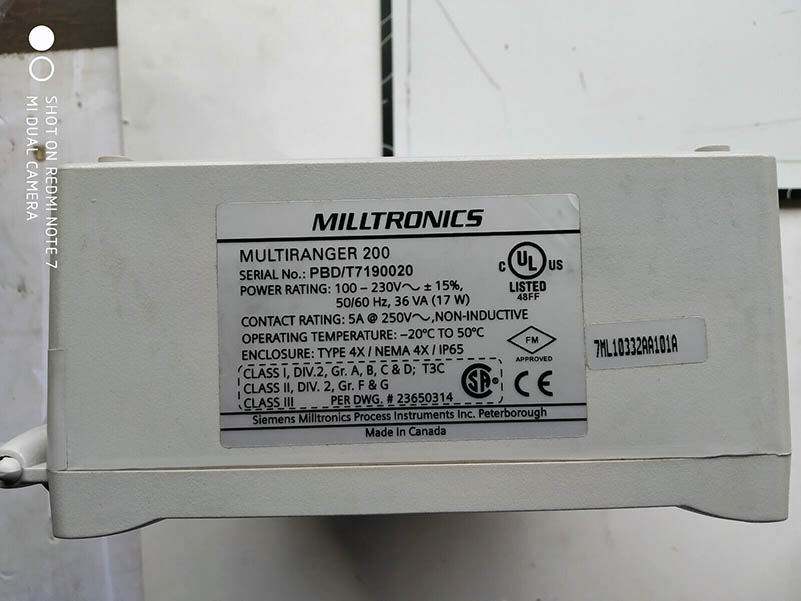 MILLTRONICS
MULTIRANGER 200
SERIAL No.: PBD/T7190020
POWER RATING: 100 – 230V～ ± 15%,
50/60 Hz, 36 VA (17 W)
CONTACT RATING: 5A @ 250V～, NON-INDUCTIVE
OPERATING TEMPERATURE: –20°C TO 50°C
ENCLOSURE: TYPE 4X / NEMA 4X / IP65
CLASS I, DIV.2, Gr. A, B, C & D; T3C
CLASS II, DIV. 2, Gr. F & G
CLASS III PER DWG. # 23650314
Siemens Milltronics Process Instruments Inc. Peterborough
Made in Canada
C UL US
LISTED
48FF
FM
APPROVED
SA
CE
7ML10332AA101A
SHOT ON REDMI NOTE 7
MI DUAL CAMERA